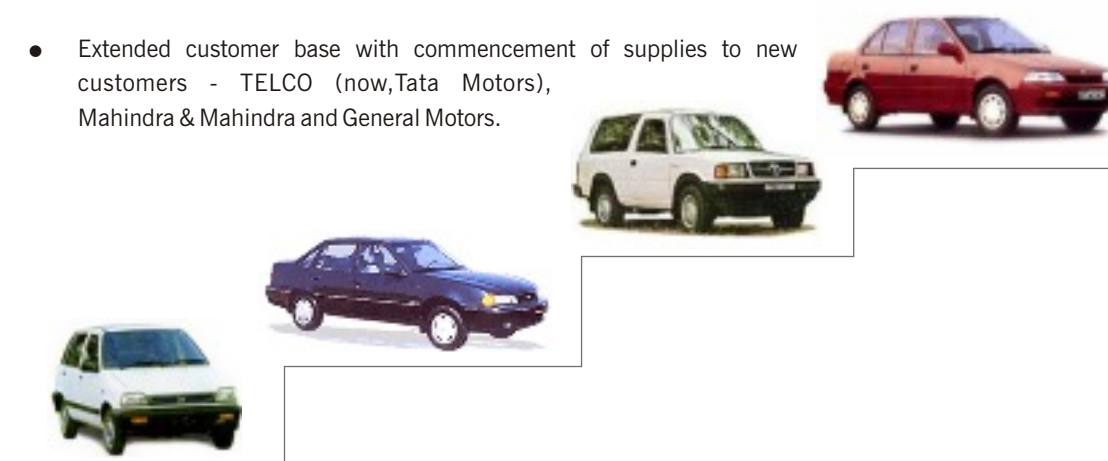 ● Extended customer base with commencement of supplies to new
customers - TELCO (now,Tata Motors),
Mahindra & Mahindra and General Motors.